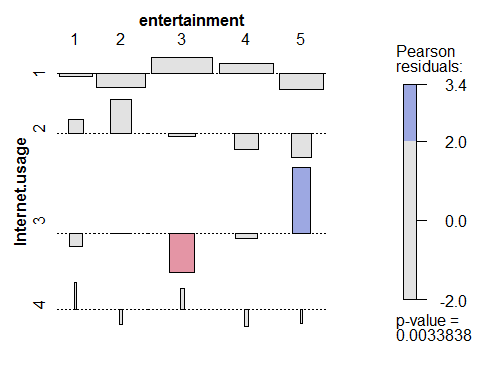 entertainment
1 2 3 4 5
Internet.usage
1
2
3
4
Pearson
residuals:
3.4
2.0
0.0
-2.0
p-value =
0.0033838